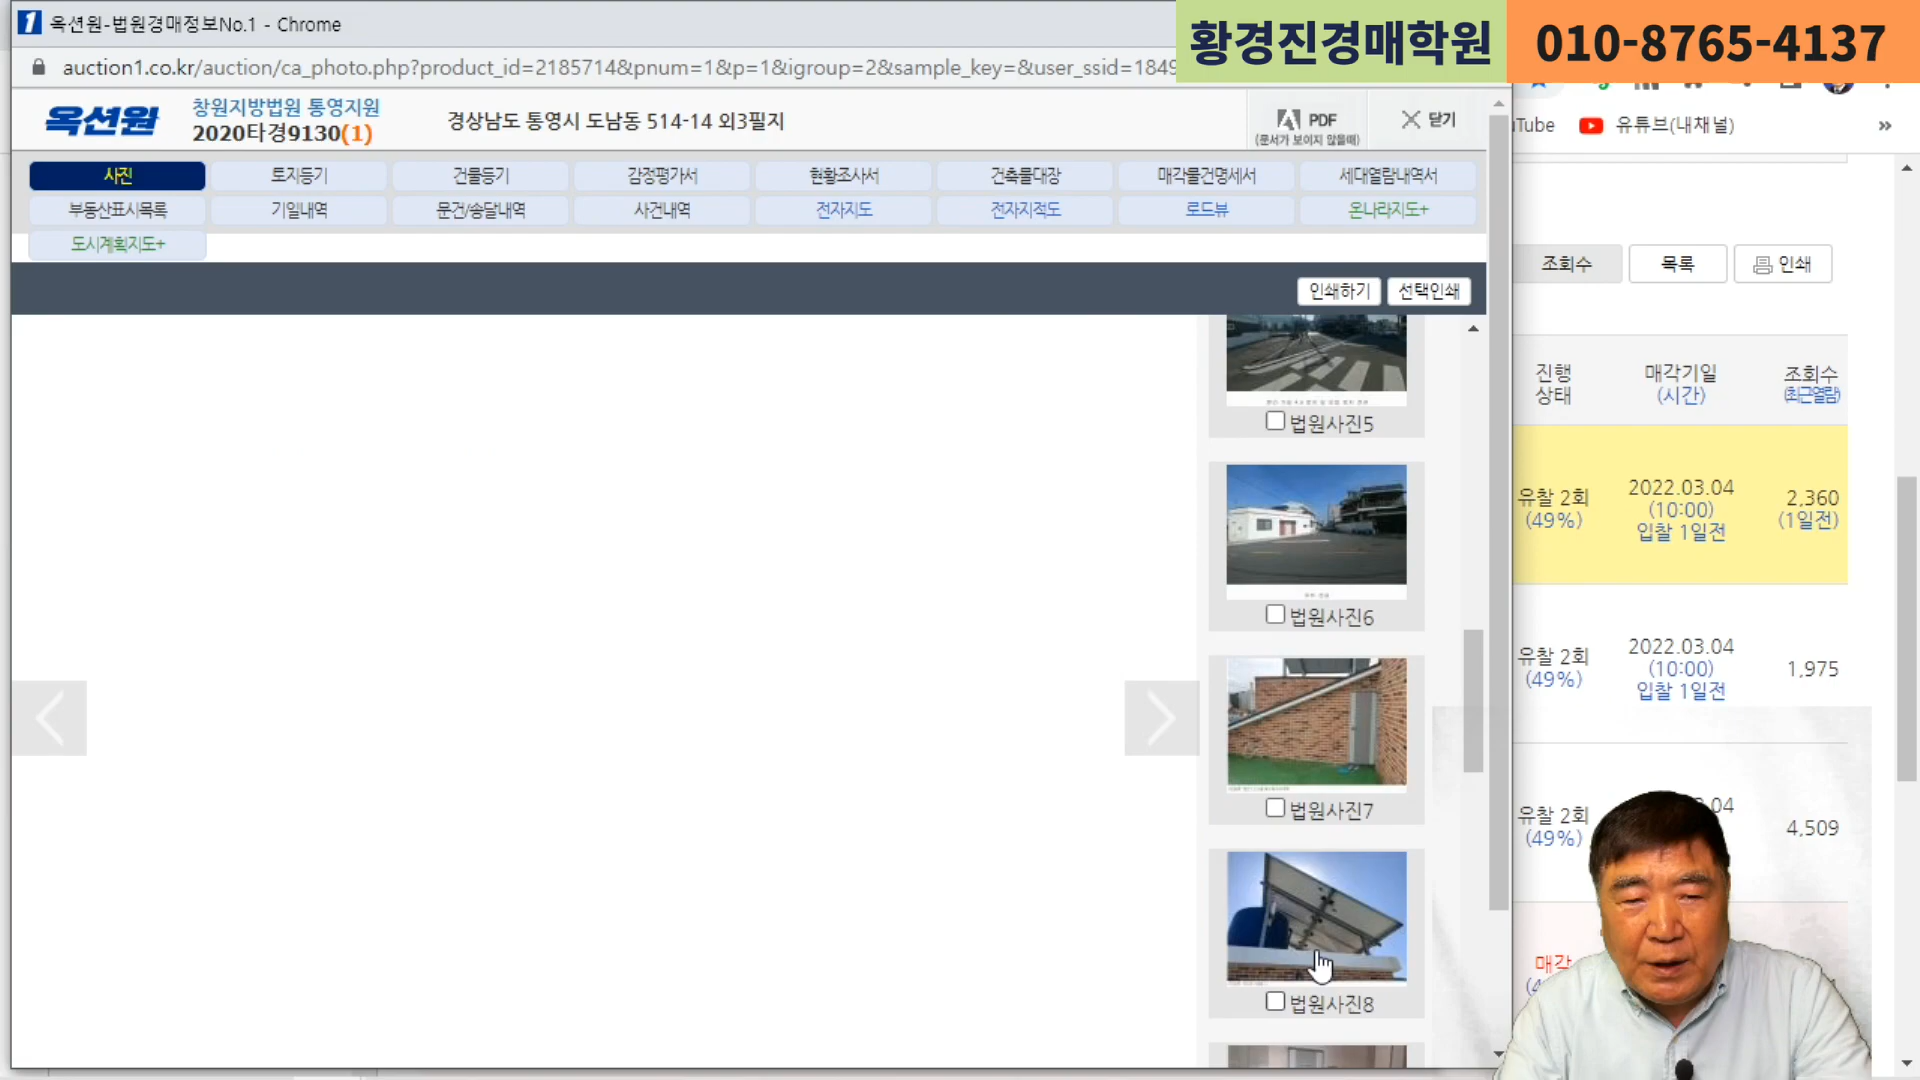 옥션원-법원경매정보No.1 - Chrome
황경진경매학원 010-8765-4137
auction1.co.kr/auction/ca_photo.php?product_id=2185714&pnum=1&p=1&igroup=2&sample_key=&user_ssid=1849
옥션원
창원지방법원 통영지원
2020타경9130(1)
경상남도 통영시 도남동 514-14 외3필지
PDF
(문서가 보이지 않을때)
닫기
uTube 유튜브(내채널) »
사진 토지등기 건물등기 감정평가서 현황조사서 건축물대장 매각물건명세서 세대열람내역서
부동산표시목록 기일내역 문건/송달내역 사건내역 전자지도 전자지적도 로드뷰 온나라지도+
도시계획지도+
인쇄하기 선택인쇄
조회수 목록 인쇄
법원사진5
법원사진6
법원사진7
법원사진8
진행
상태
매각기일
(시간)
조회수
(최근열람)
유찰 2회
(49%)
2022.03.04
(10:00)
입찰 1일전
2,360
(1일전)
유찰 2회
(49%)
2022.03.04
(10:00)
입찰 1일전
1,975
유찰 2회
(49%)
04
4,509
매각